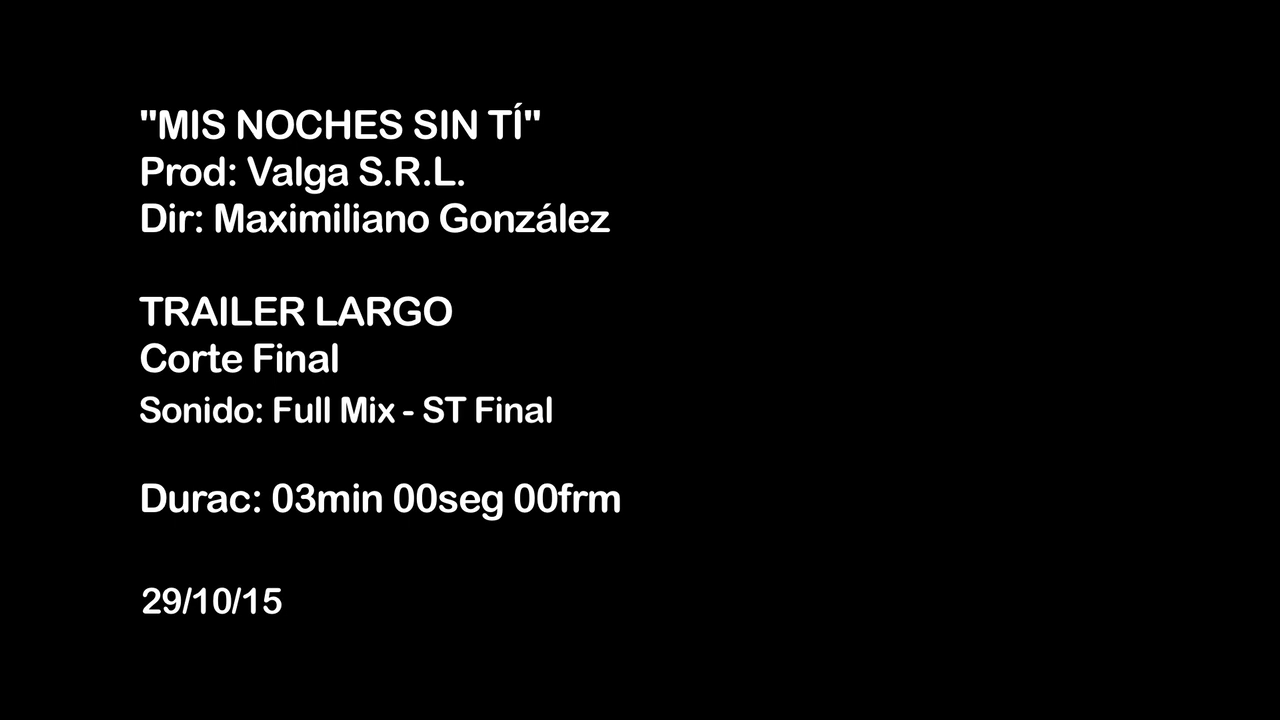 "MIS NOCHES SIN TÍ"
Prod: Valga S.R.L.
Dir: Maximiliano González
TRAILER LARGO
Corte Final
Sonido: Full Mix - ST Final
Durac: 03min 00seg 00frm
29/10/15